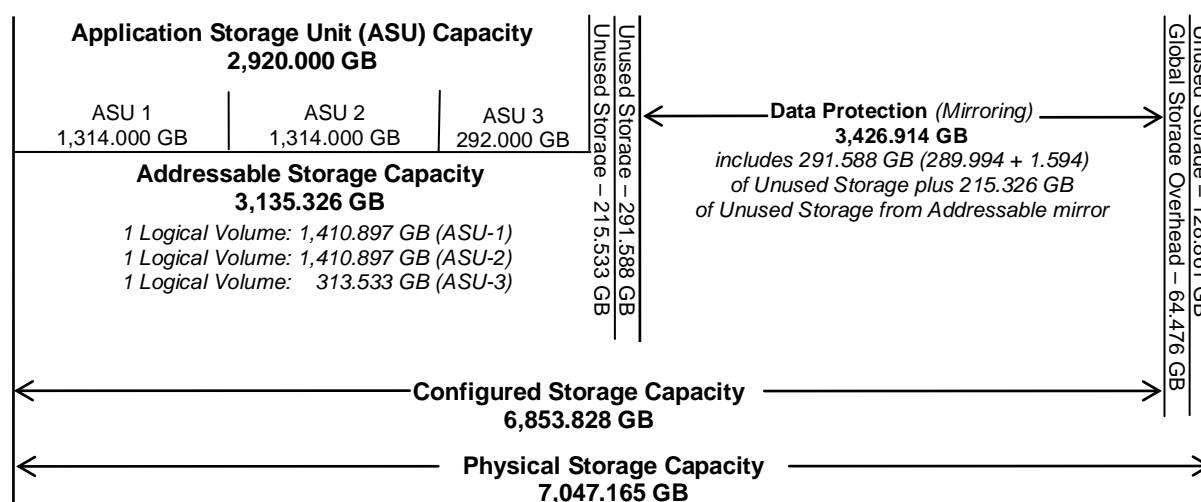 Application Storage Unit (ASU) Capacity
2,920.000 GB
ASU 1
1,314.000 GB
ASU 2
1,314.000 GB
ASU 3
292.000 GB
Addressable Storage Capacity
3,135.326 GB
1 Logical Volume: 1,410.897 GB (ASU-1)
1 Logical Volume: 1,410.897 GB (ASU-2)
1 Logical Volume: 313.533 GB (ASU-3)
Unused Storage – 215.533 GB
Unused Storage – 291.588 GB
Data Protection (Mirroring)
3,426.914 GB
includes 291.588 GB (289.994 + 1.594)
of Unused Storage plus 215.326 GB
of Unused Storage from Addressable mirror
Global Storage Overhead – 64.476 GB
Unused Storage – 128.861 GB
Configured Storage Capacity
6,853.828 GB
Physical Storage Capacity
7,047.165 GB